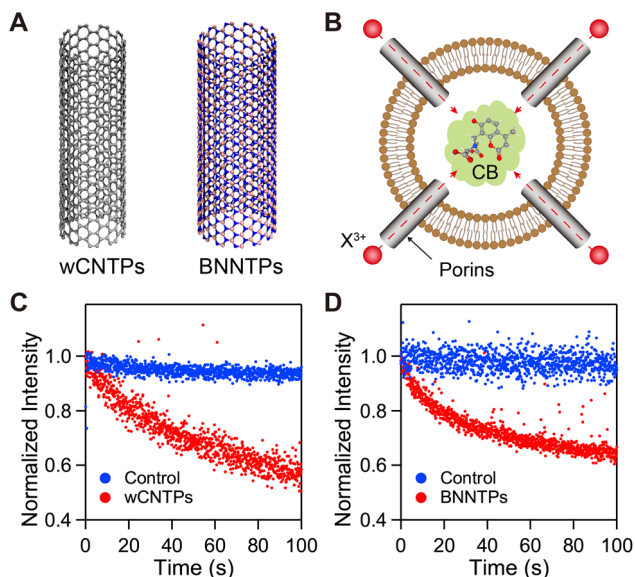 A
wCNTPs
BNNTPs
B
CB
X³⁺
Porins
C
Normalized Intensity
1.0
0.8
0.6
0.4
Control
wCNTPs
0 20 40 60 80 100
Time (s)
D
Normalized Intensity
1.0
0.8
0.6
0.4
Control
BNNTPs
0 20 40 60 80 100
Time (s)